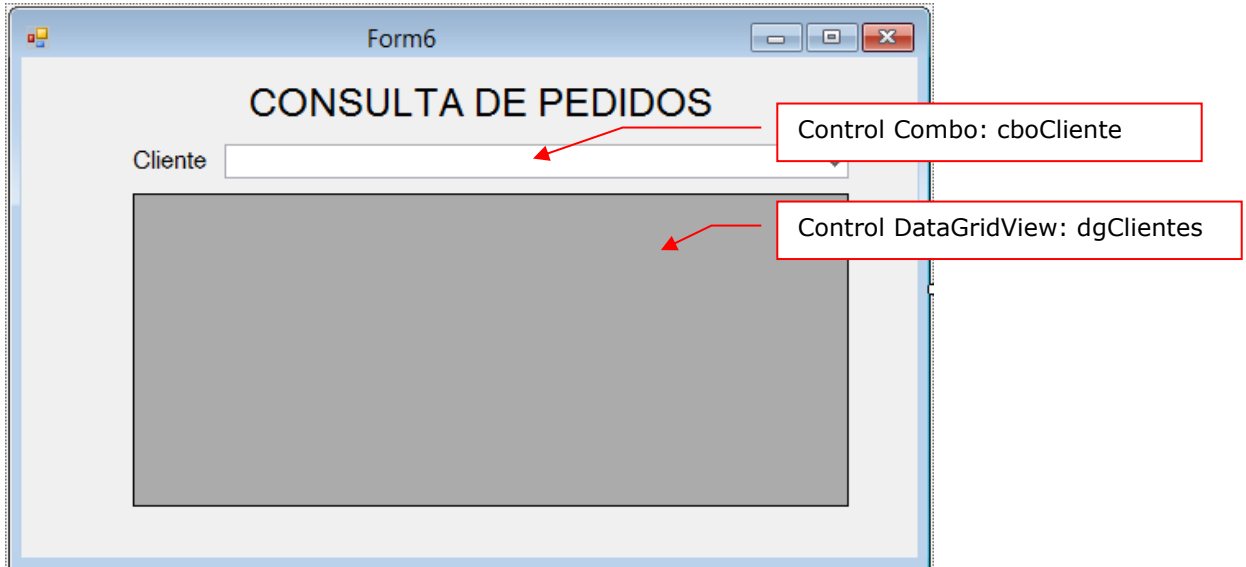 Form6
CONSULTA DE PEDIDOS
Control Combo: cboCliente
Cliente
Control DataGridView: dgClientes